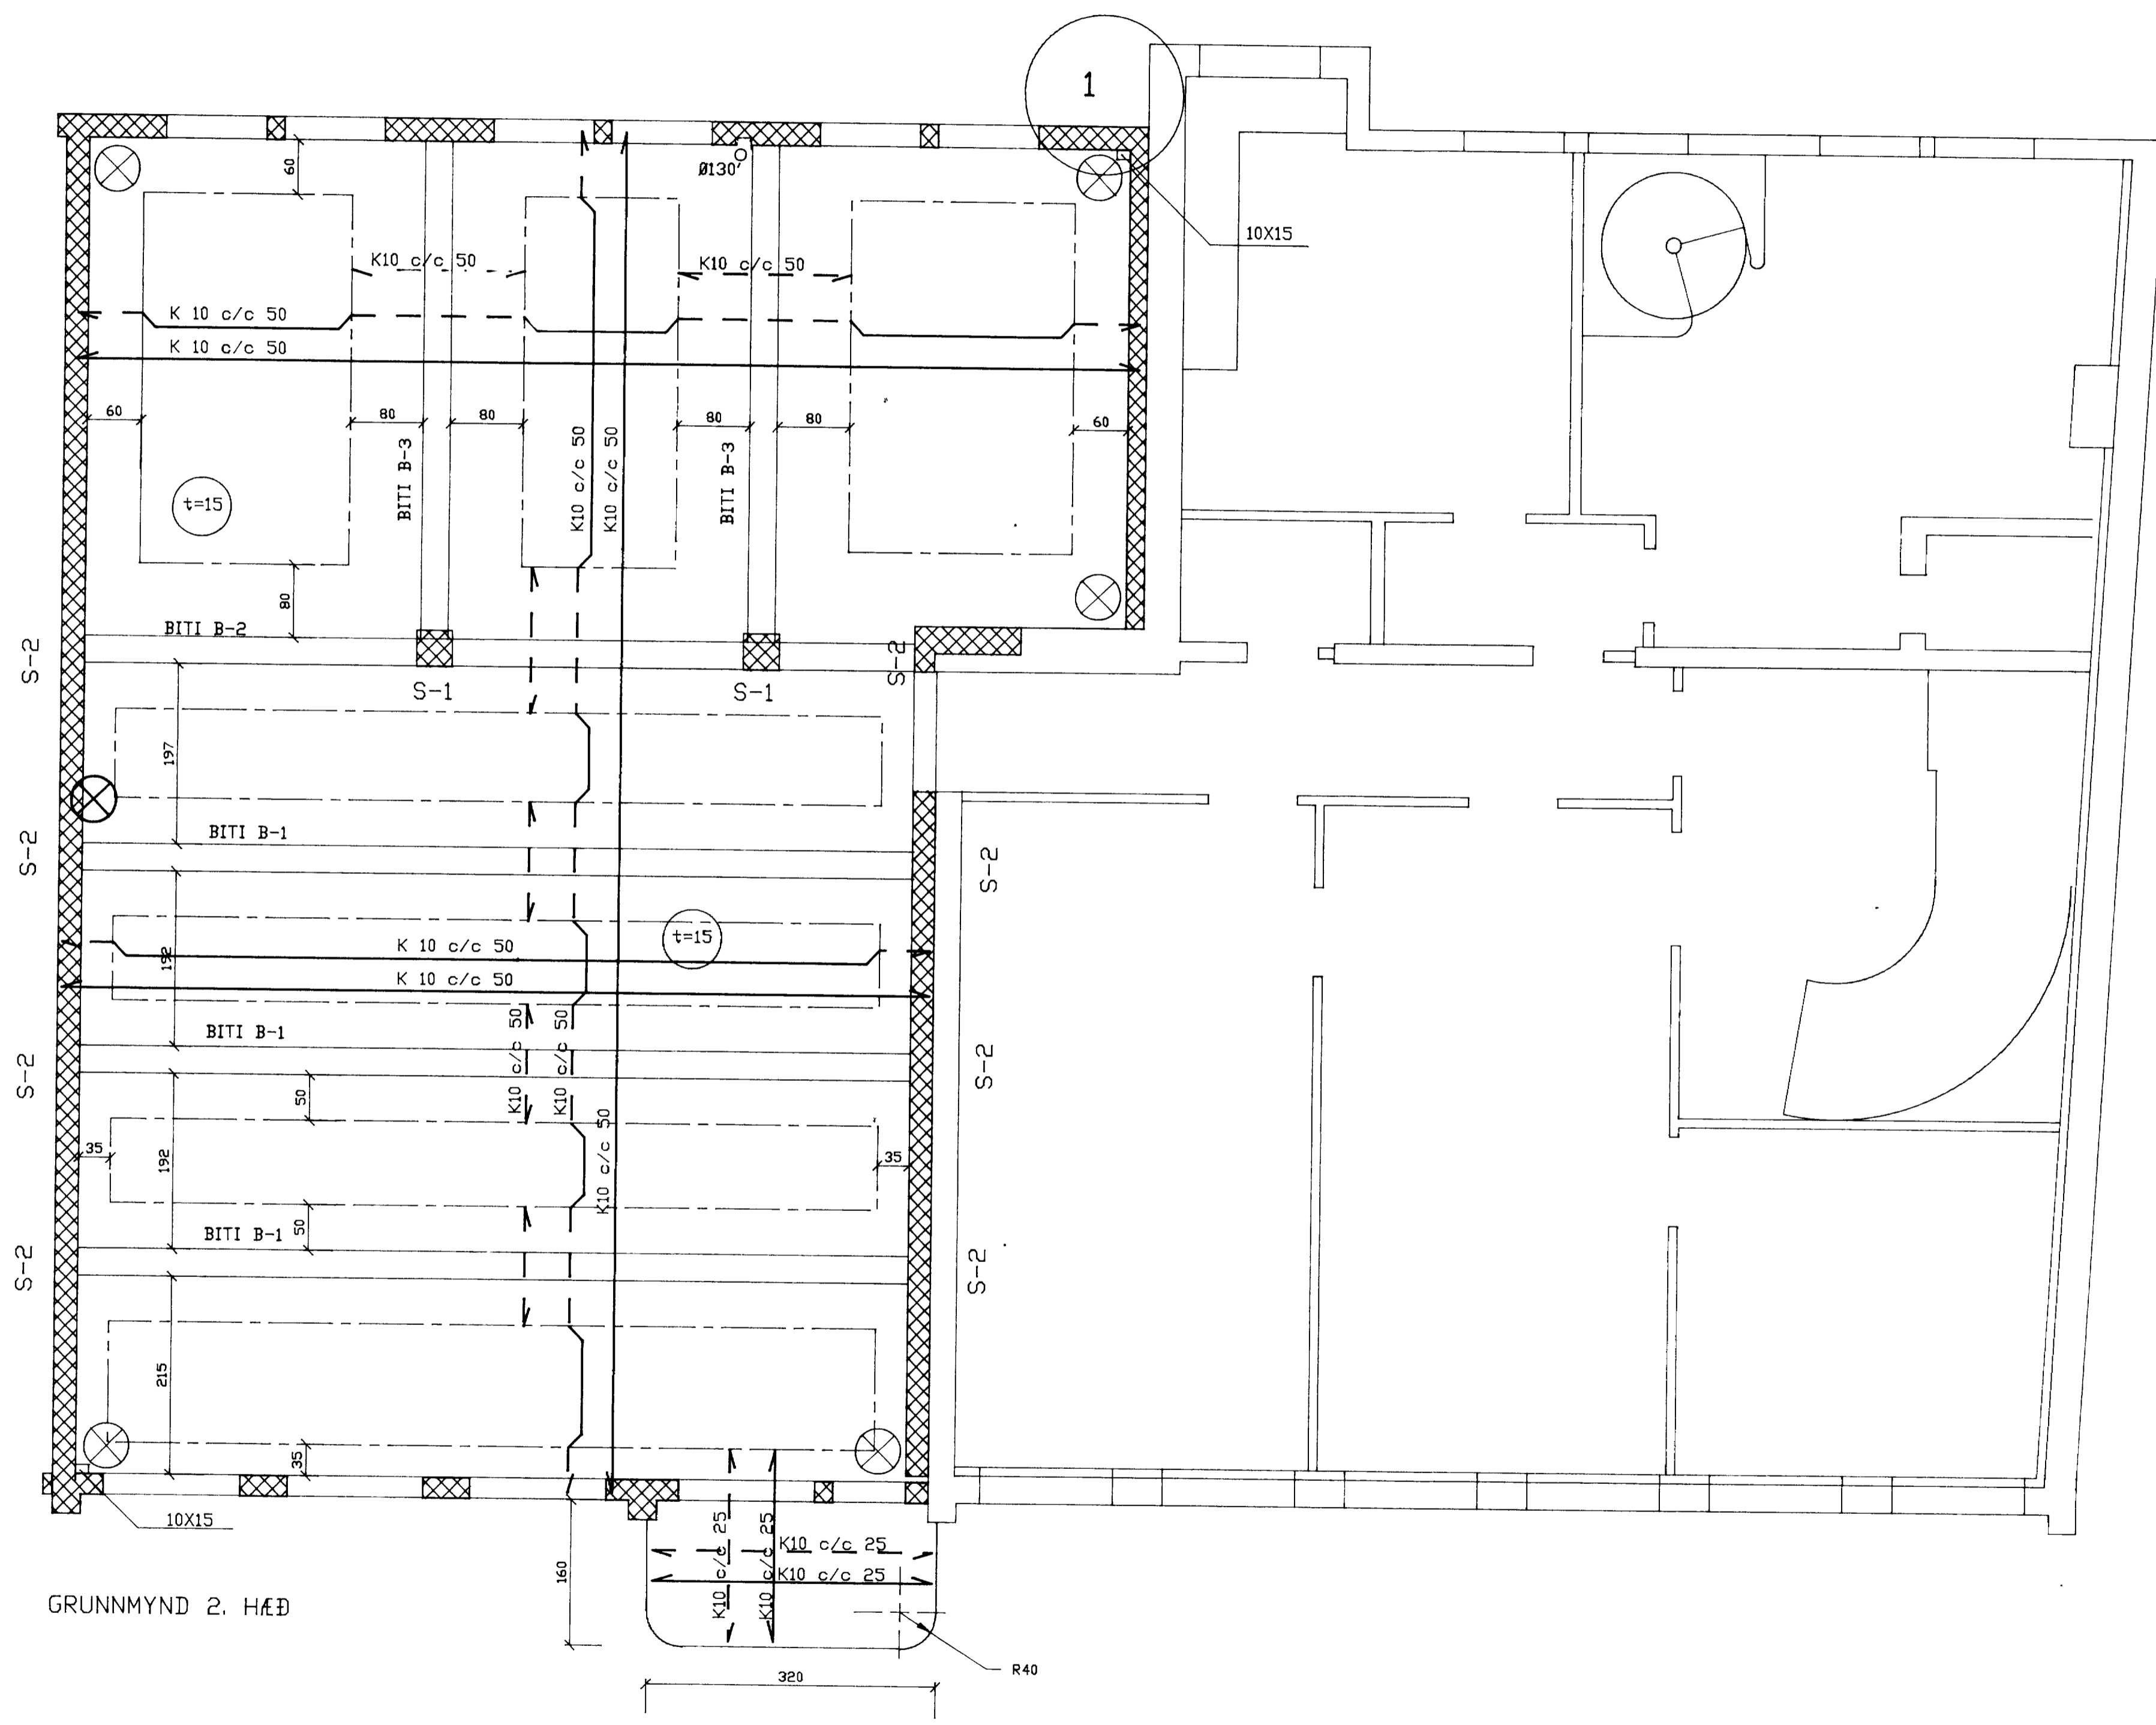 1
60
Ø130
10X15
K10 c/c 50
K10 c/c 50
K 10 c/c 50
K 10 c/c 50
60
80
80
80
80
60
BITI B-3
K10 c/c 50
K10 c/c 50
BITI B-3
t=15
80
BITI B-2
S-2
S-2
S-1
S-1
197
BITI B-1
S-2
S-2
t=15
192
K 10 c/c 50
K 10 c/c 50
BITI B-1
K10 c/c 50
K10 c/c 50
S-2
S-2
50
K10 c/c 50
35
192
35
50
BITI B-1
S-2
S-2
215
35
10X15
160
K10 c/c 25
K10 c/c 25
K10 c/c 25
K10 c/c 25
GRUNNMYND 2. HÆÐ
R40
320